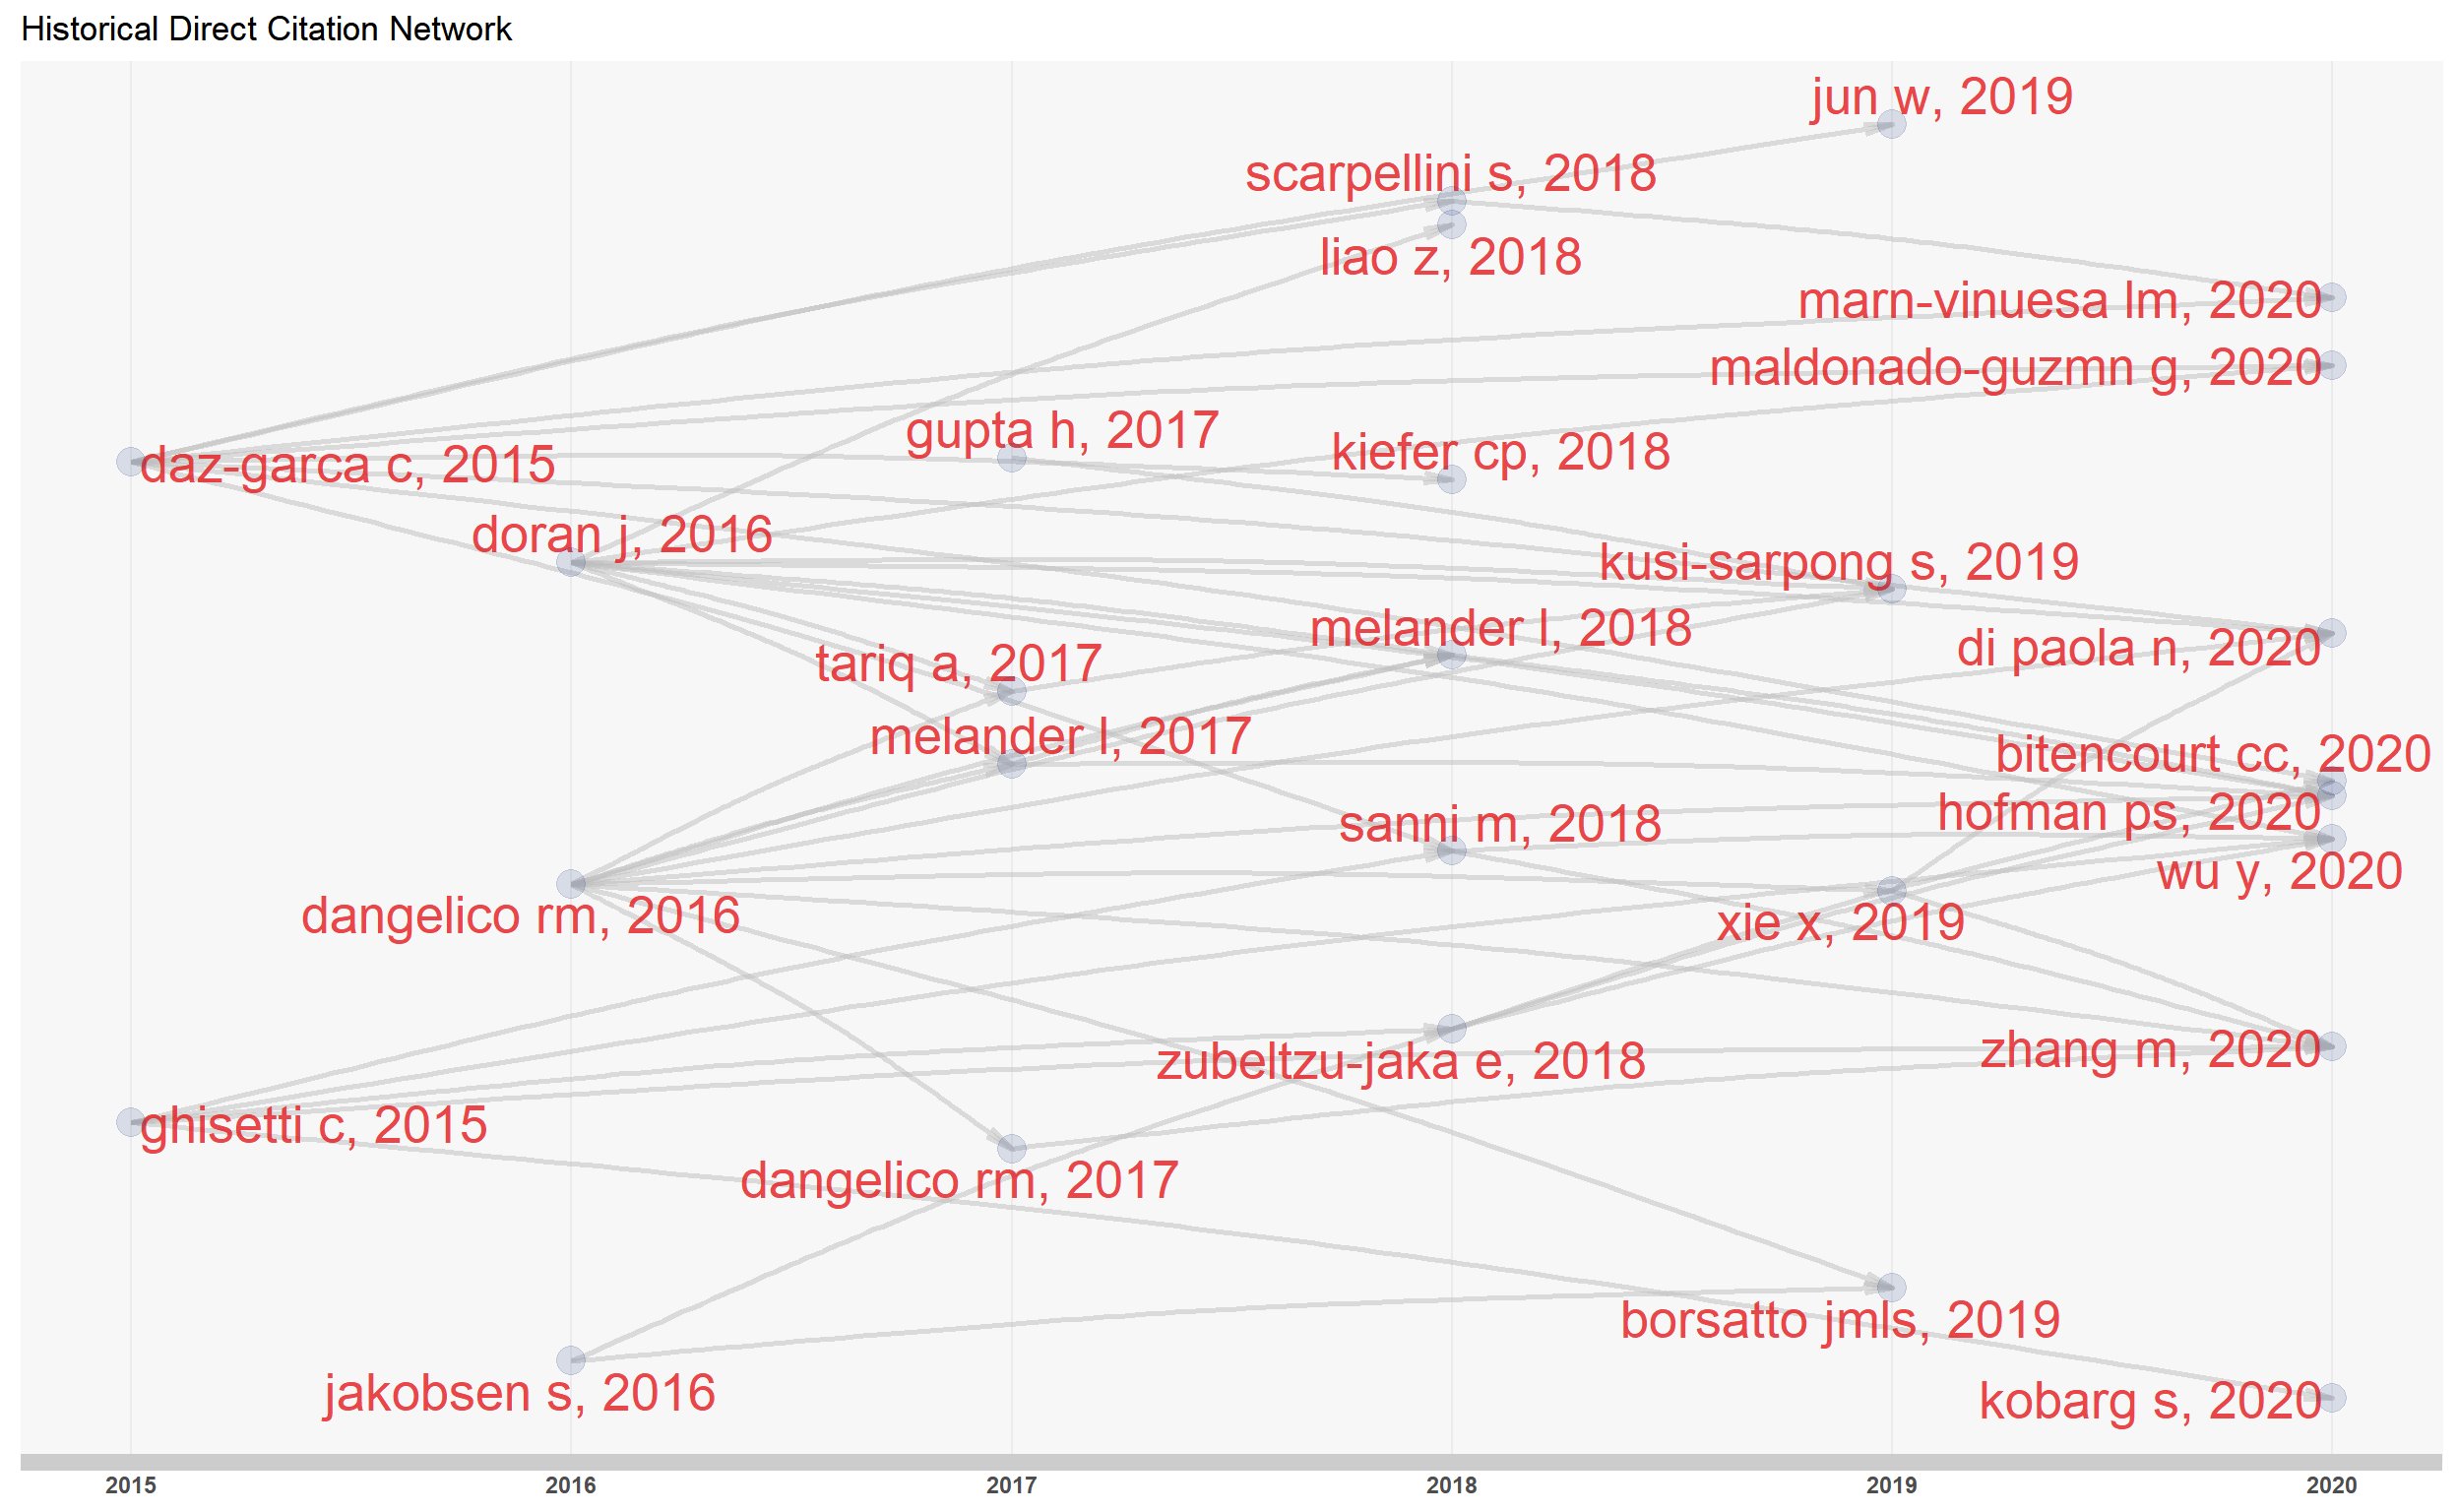 Historical Direct Citation Network
jun w, 2019
scarpellini s, 2018
liao z, 2018
marn-vinuesa lm, 2020
maldonado-guzmn g, 2020
gupta h, 2017
kiefer cp, 2018
daz-garca c, 2015
doran j, 2016
kusi-sarpong s, 2019
melander l, 2018
di paola n, 2020
tariq a, 2017
melander l, 2017
bitencourt cc, 2020
hofman ps, 2020
sanni m, 2018
wu y, 2020
dangelico rm, 2016
xie x, 2019
zhang m, 2020
zubeltzu-jaka e, 2018
ghisetti c, 2015
dangelico rm, 2017
borsatto jmls, 2019
jakobsen s, 2016
kobarg s, 2020
2015 2016 2017 2018 2019 2020